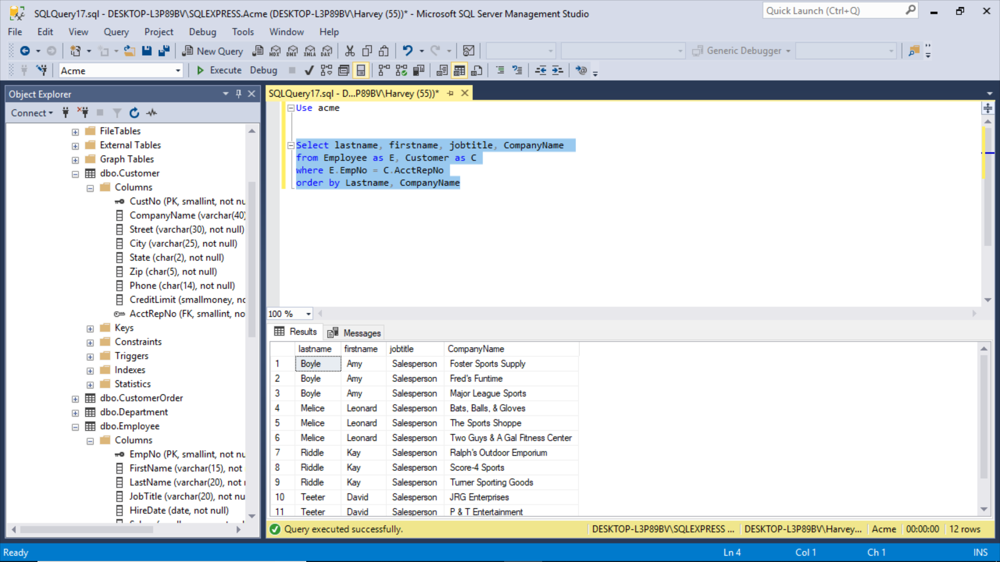 SQLQuery17.sql - DESKTOP-L3P89BV\SQLEXPRESS.Acme (DESKTOP-L3P89BV\Harvey (55))* - Microsoft SQL Server Management Studio
Quick Launch (Ctrl+Q)
File Edit View Query Project Debug Tools Window Help
New Query MDX DMX XMLA DAX Generic Debugger
Acme Execute Debug
Object Explorer
Connect
FileTables
External Tables
Graph Tables
dbo.Customer
Columns
CustNo (PK, smallint, not nu
CompanyName (varchar(40)
Street (varchar(30), not null)
City (varchar(25), not null)
State (char(2), not null)
Zip (char(5), not null)
Phone (char(14), not null)
CreditLimit (smallmoney, no
AcctRepNo (FK, smallint, no
Keys
Constraints
Triggers
Indexes
Statistics
dbo.CustomerOrder
dbo.Department
dbo.Employee
Columns
EmpNo (PK, smallint, not nu
FirstName (varchar(15), not
LastName (varchar(20), not
JobTitle (varchar(20), not nu
HireDate (date, not null)
SQLQuery17.sql - D...P89BV\Harvey (55))*
Use acme
Select lastname, firstname, jobtitle, CompanyName
from Employee as E, Customer as C
where E.EmpNo = C.AcctRepNo
order by Lastname, CompanyName
100 %
Results Messages
lastname firstname jobtitle CompanyName
1 Boyle Amy Salesperson Foster Sports Supply
2 Boyle Amy Salesperson Fred's Funtime
3 Boyle Amy Salesperson Major League Sports
4 Melice Leonard Salesperson Bats, Balls, & Gloves
5 Melice Leonard Salesperson The Sports Shoppe
6 Melice Leonard Salesperson Two Guys & A Gal Fitness Center
7 Riddle Kay Salesperson Ralph's Outdoor Emporium
8 Riddle Kay Salesperson Score-4 Sports
9 Riddle Kay Salesperson Turner Sporting Goods
10 Teeter David Salesperson JRG Enterprises
11 Teeter David Salesperson P & T Entertainment
Query executed successfully. DESKTOP-L3P89BV\SQLEXPRESS ... DESKTOP-L3P89BV\Harvey... Acme 00:00:00 12 rows
Ready Ln 4 Col 1 Ch 1 INS